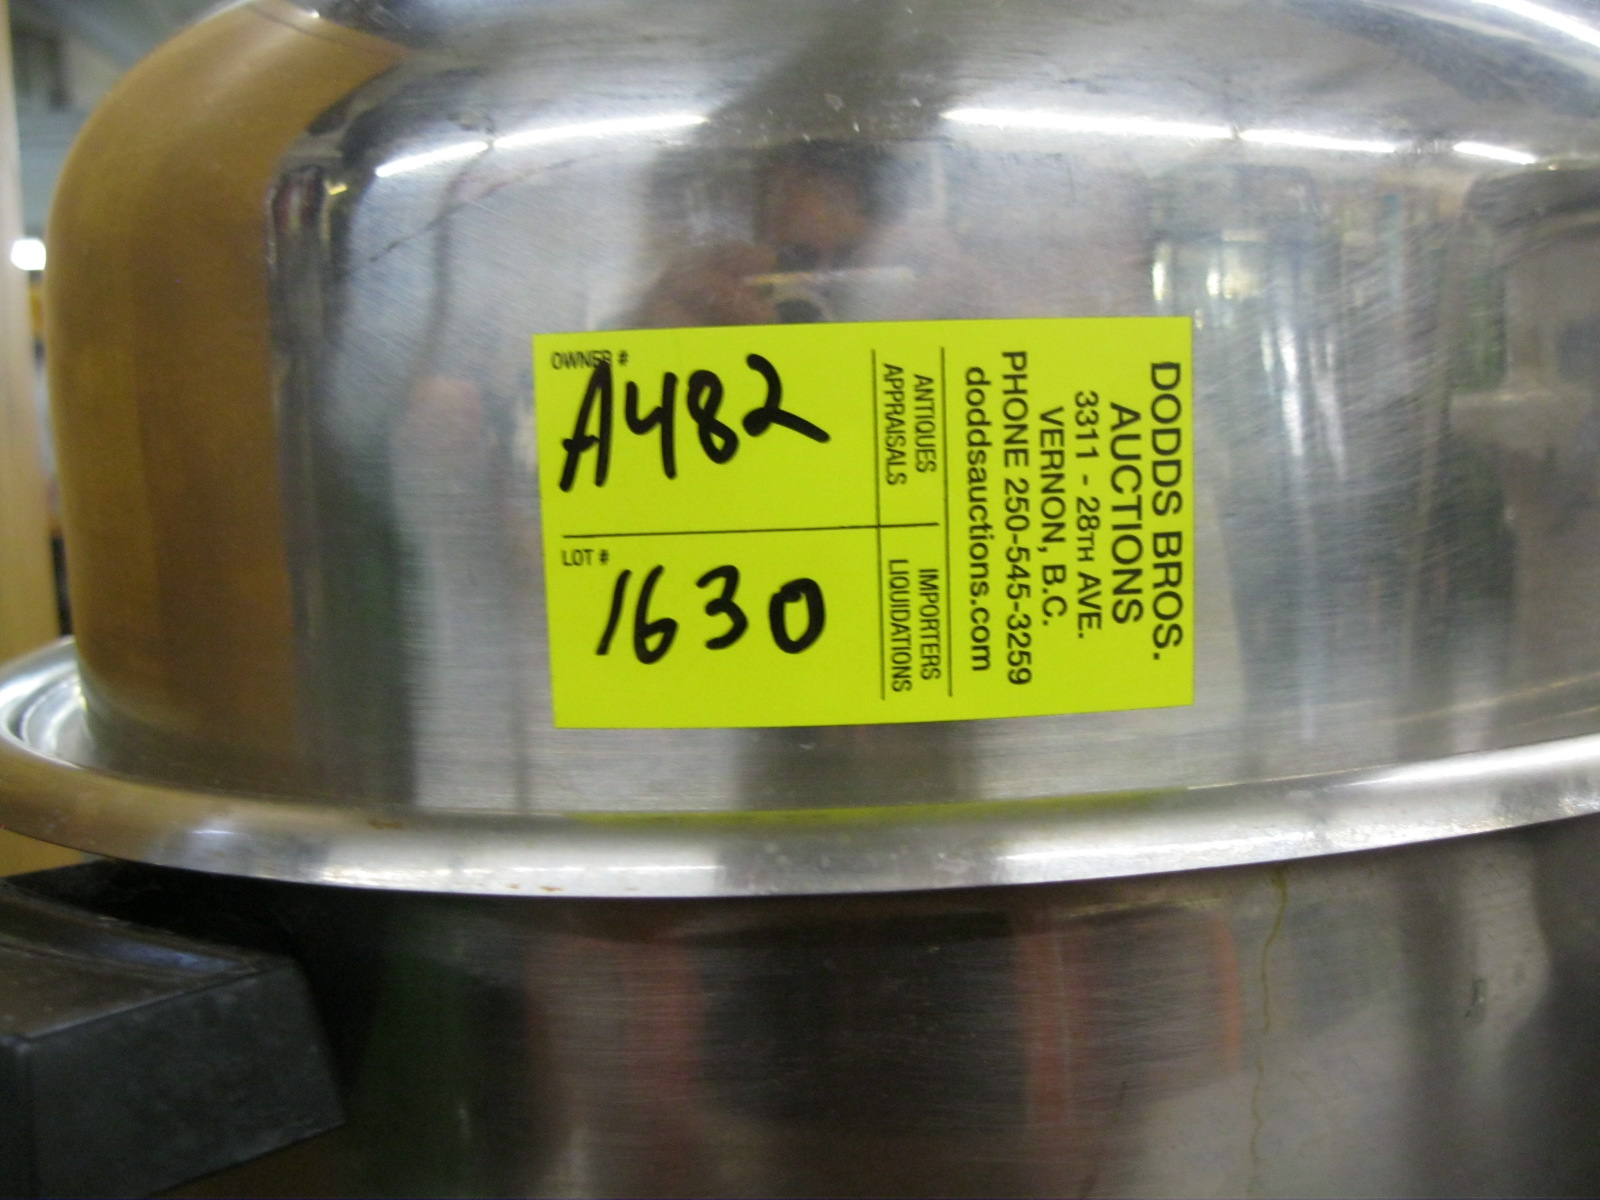 OWNER #
A482
LOT #
1630
DODDS BROS.
AUCTIONS
3311 - 28TH AVE.
VERNON, B.C.
PHONE 250-545-3259
doddsauctions.com
ANTIQUES
APPRAISALS
IMPORTERS
LIQUIDATIONS